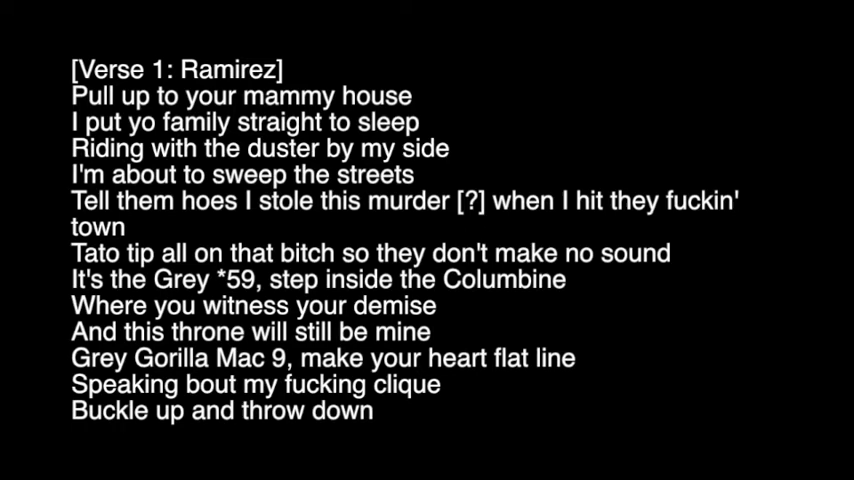 [Verse 1: Ramirez]
Pull up to your mammy house
I put yo family straight to sleep
Riding with the duster by my side
I'm about to sweep the streets
Tell them hoes I stole this murder [?] when I hit they fuckin'
town
Tato tip all on that bitch so they don't make no sound
It's the Grey *59, step inside the Columbine
Where you witness your demise
And this throne will still be mine
Grey Gorilla Mac 9, make your heart flat line
Speaking bout my fucking clique
Buckle up and throw down